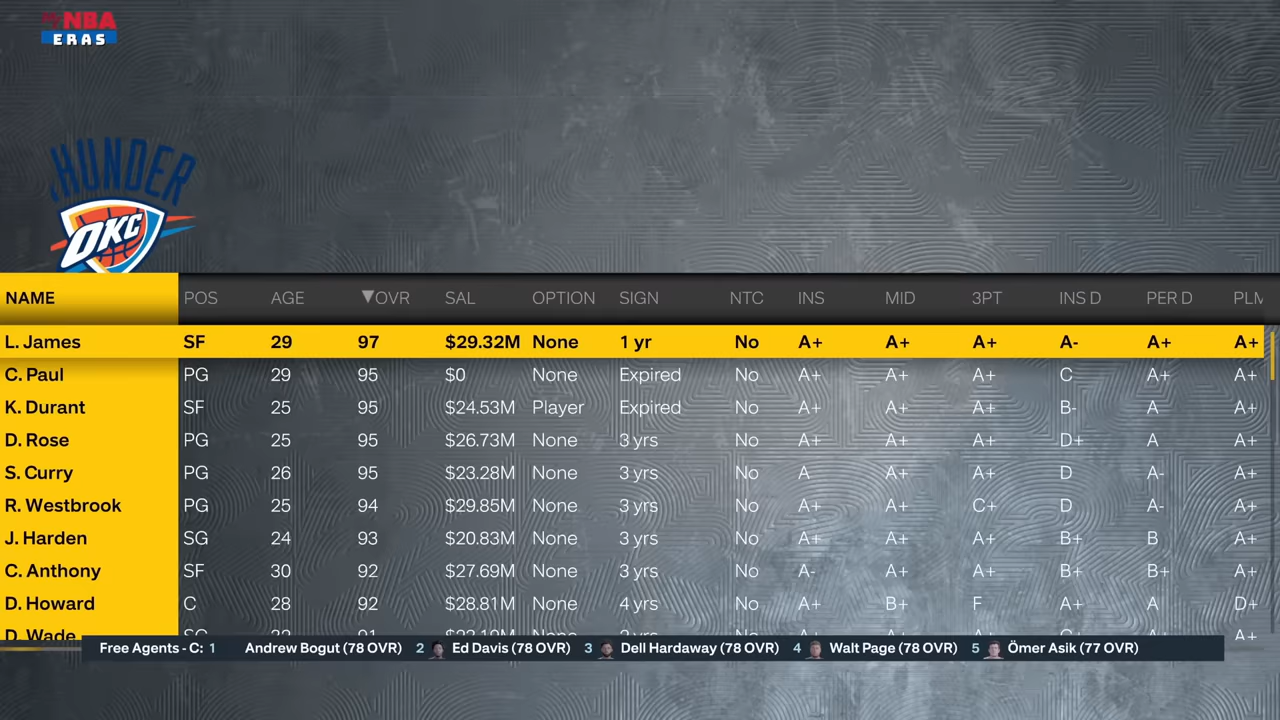 MyNBA
ERAS
THUNDER
OKC
NAME POS AGE ▼OVR SAL OPTION SIGN NTC INS MID 3PT INS D PER D PLM
L. James SF 29 97 $29.32M None 1 yr No A+ A+ A+ A- A+ A+
C. Paul PG 29 95 $0 None Expired No A+ A+ A+ C A+ A+
K. Durant SF 25 95 $24.53M Player Expired No A+ A+ A+ B- A A+
D. Rose PG 25 95 $26.73M None 3 yrs No A+ A+ A+ D+ A A+
S. Curry PG 26 95 $23.28M None 3 yrs No A A+ A+ D A- A+
R. Westbrook PG 25 94 $29.85M None 3 yrs No A+ A+ C+ D A- A+
J. Harden SG 24 93 $20.83M None 3 yrs No A+ A+ A+ B+ B A+
C. Anthony SF 30 92 $27.69M None 3 yrs No A- A+ A+ B+ B+ A+
D. Howard C 28 92 $28.81M None 4 yrs No A+ B+ F A+ A D+
D. Wade A+
Free Agents - C: 1 Andrew Bogut (78 OVR) 2 Ed Davis (78 OVR) 3 Dell Hardaway (78 OVR) 4 Walt Page (78 OVR) 5 Ömer Asik (77 OVR)